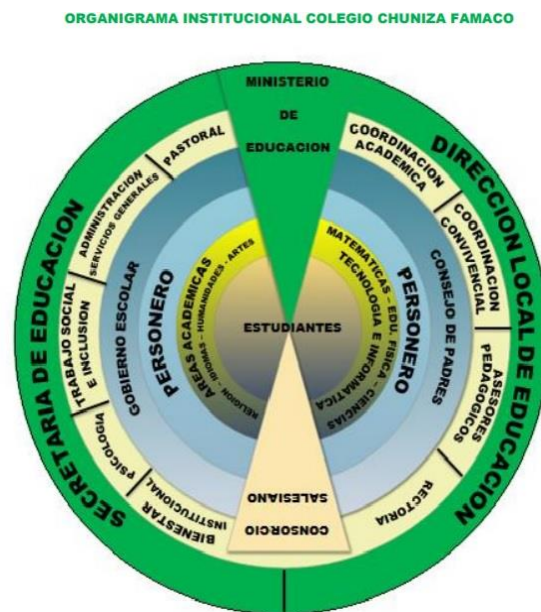 ORGANIGRAMA INSTITUCIONAL COLEGIO CHUNIZA FAMACO
MINISTERIO
DE
EDUCACION
SECRETARIA DE EDUCACION
DIRECCION LOCAL DE EDUCACION
PASTORAL
ADMINISTRACIÓN
SERVICIOS GENERALES
TRABAJO SOCIAL
E INCLUSION
PSICOLOGIA
BIENESTAR
INSTITUCIONAL
COORDINACION
ACADEMICA
COORDINACION
CONVIVENCIAL
ASESORES
PEDAGOGICOS
RECTORIA
GOBIERNO ESCOLAR
CONSEJO DE PADRES
PERSONERO
PERSONERO
AREAS ACADEMICAS
RELIGION - IDIOMAS – HUMANIDADES - ARTES
MATEMATICAS – EDU. FISICA – CIENCIAS
TECNOLOGIA E INFORMATICA
ESTUDIANTES
CONSORCIO
SALESIANO